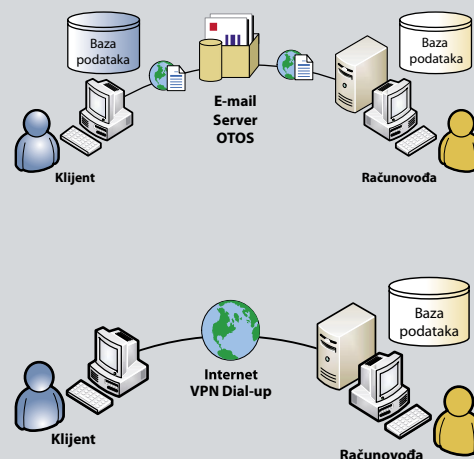 Baza
podataka
Baza
podataka
E-mail
Server
OTOS
Klijent
Računovođa
Baza
podataka
Internet
VPN Dial-up
Klijent
Računovođa